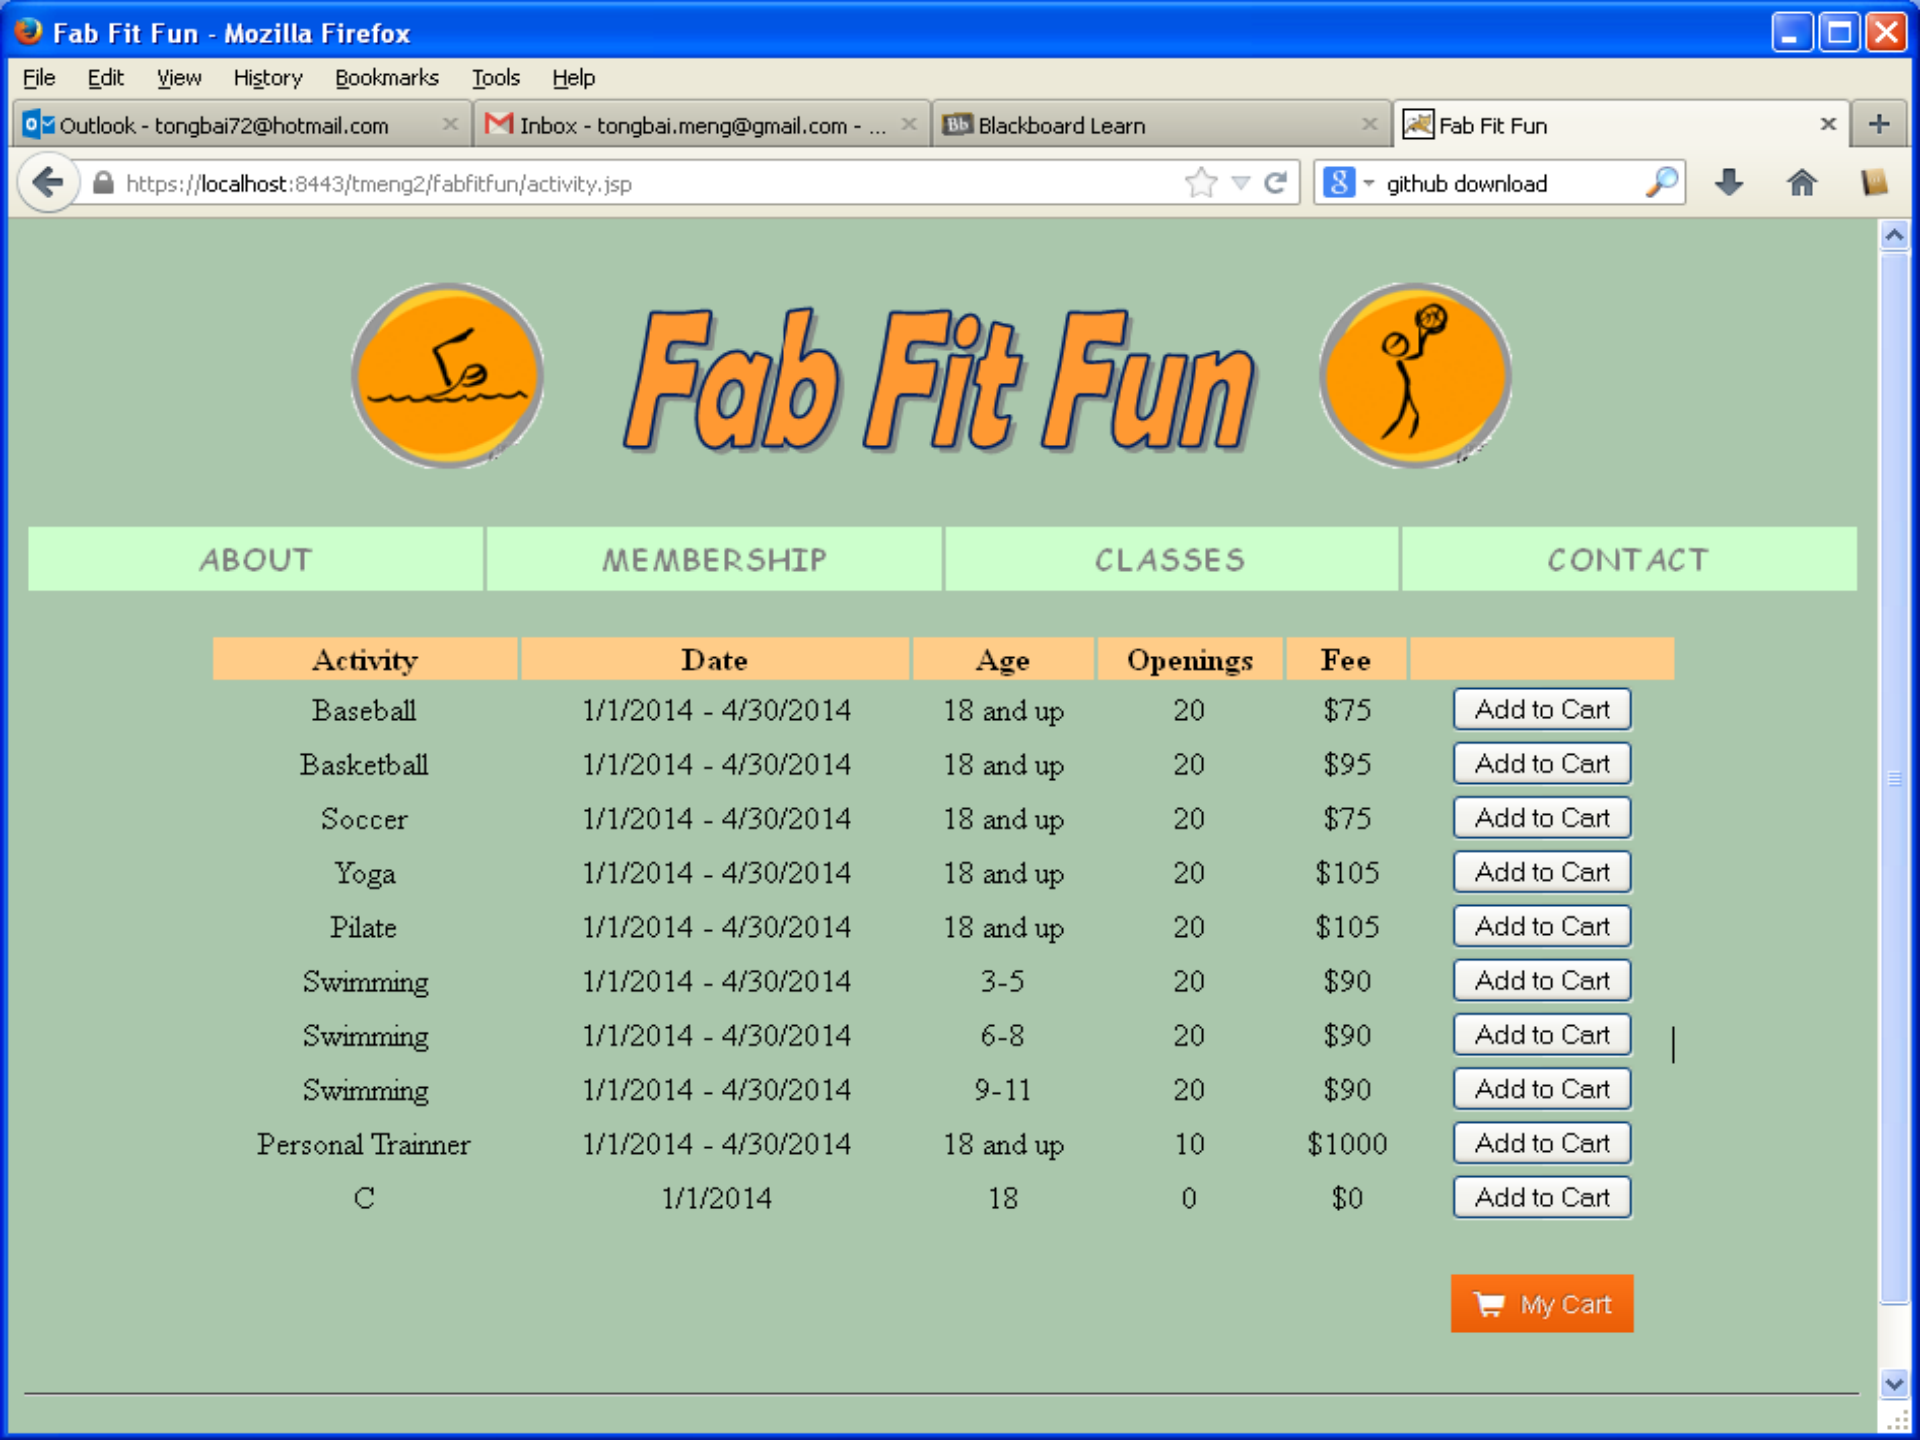 Fab Fit Fun - Mozilla Firefox
File Edit View History Bookmarks Tools Help
Outlook - tongbai72@hotmail.com Inbox - tongbai.meng@gmail.com - ... Blackboard Learn Fab Fit Fun
https://localhost:8443/tmeng2/fabfitfun/activity.jsp github download
Fab Fit Fun
ABOUT MEMBERSHIP CLASSES CONTACT
Activity Date Age Openings Fee
Baseball 1/1/2014 - 4/30/2014 18 and up 20 $75 Add to Cart
Basketball 1/1/2014 - 4/30/2014 18 and up 20 $95 Add to Cart
Soccer 1/1/2014 - 4/30/2014 18 and up 20 $75 Add to Cart
Yoga 1/1/2014 - 4/30/2014 18 and up 20 $105 Add to Cart
Pilate 1/1/2014 - 4/30/2014 18 and up 20 $105 Add to Cart
Swimming 1/1/2014 - 4/30/2014 3-5 20 $90 Add to Cart
Swimming 1/1/2014 - 4/30/2014 6-8 20 $90 Add to Cart
Swimming 1/1/2014 - 4/30/2014 9-11 20 $90 Add to Cart
Personal Trainner 1/1/2014 - 4/30/2014 18 and up 10 $1000 Add to Cart
C 1/1/2014 18 0 $0 Add to Cart
My Cart